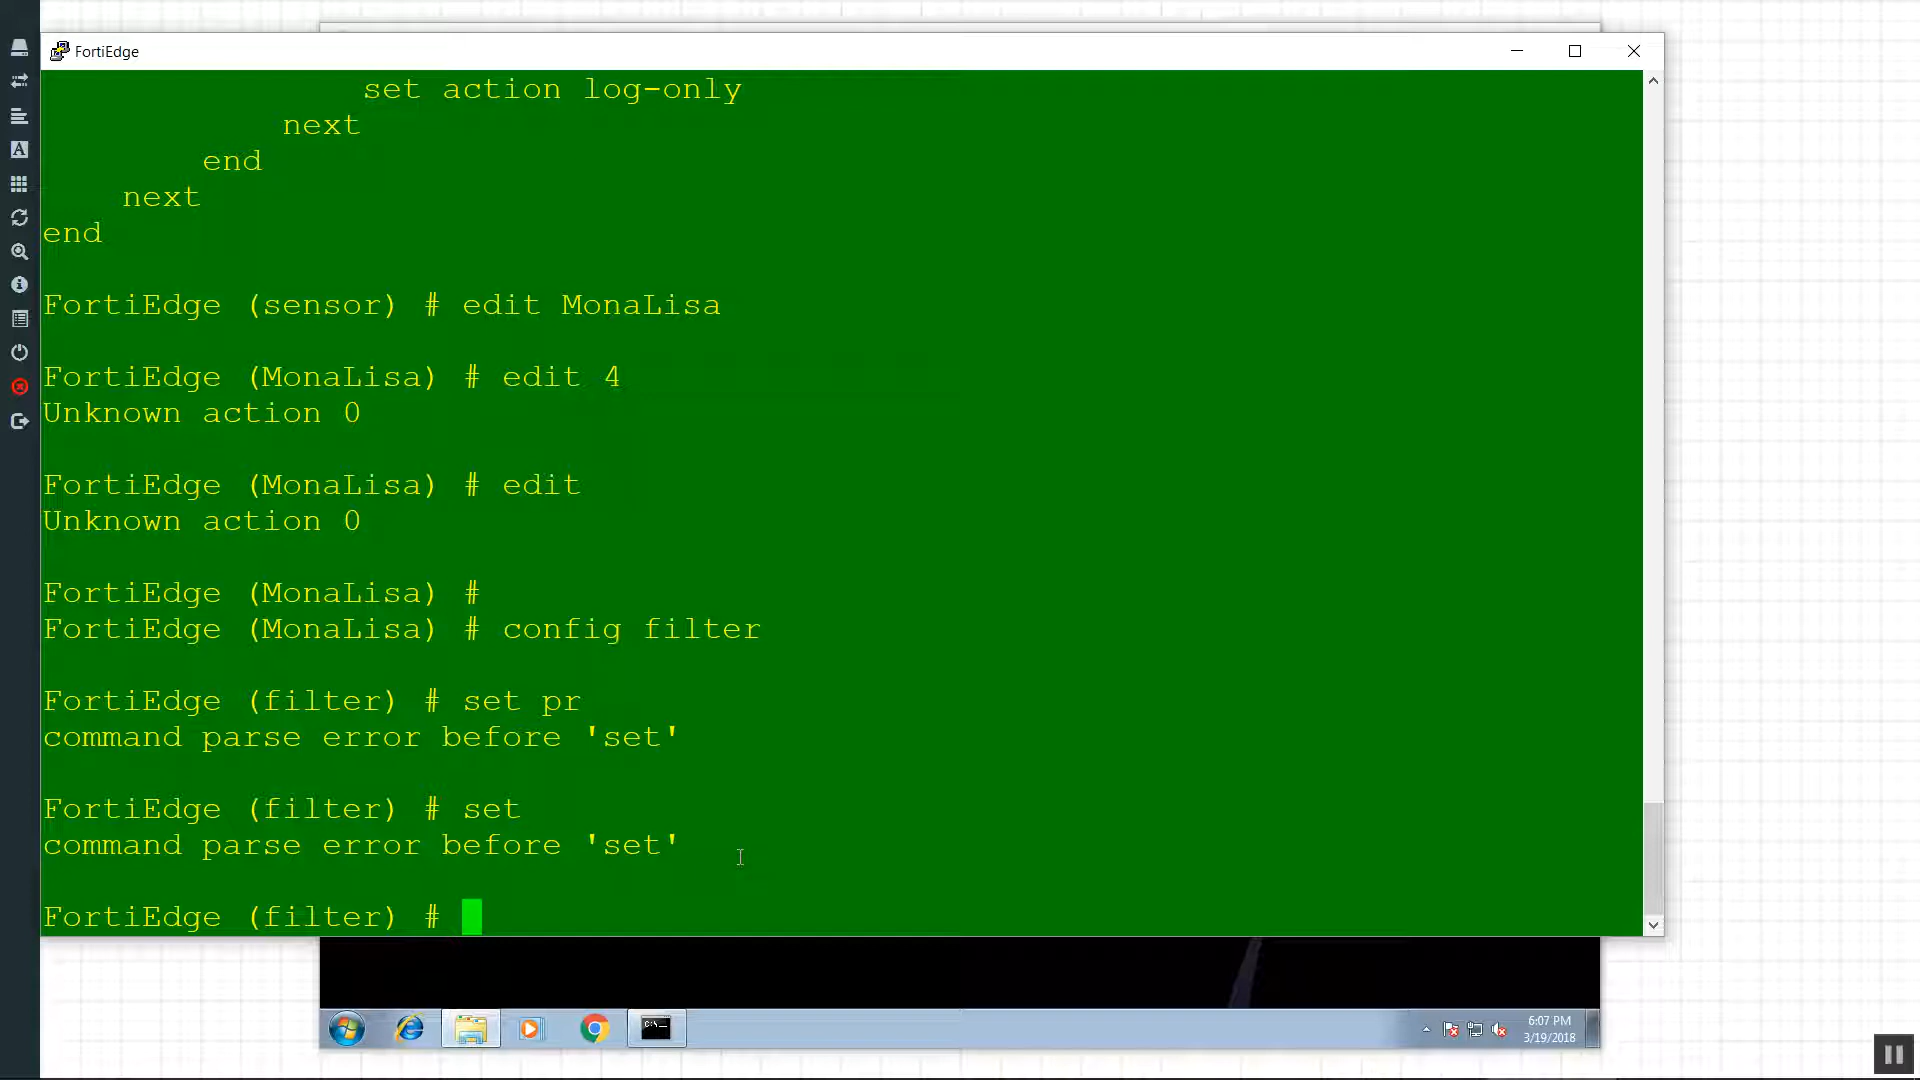 FortiEdge
set action log-only
next
end
next
end
FortiEdge (sensor) # edit MonaLisa
FortiEdge (MonaLisa) # edit 4
Unknown action 0
FortiEdge (MonaLisa) # edit
Unknown action 0
FortiEdge (MonaLisa) #
FortiEdge (MonaLisa) # config filter
FortiEdge (filter) # set pr
command parse error before 'set'
FortiEdge (filter) # set
command parse error before 'set'
FortiEdge (filter) #
6:07 PM
3/19/2018